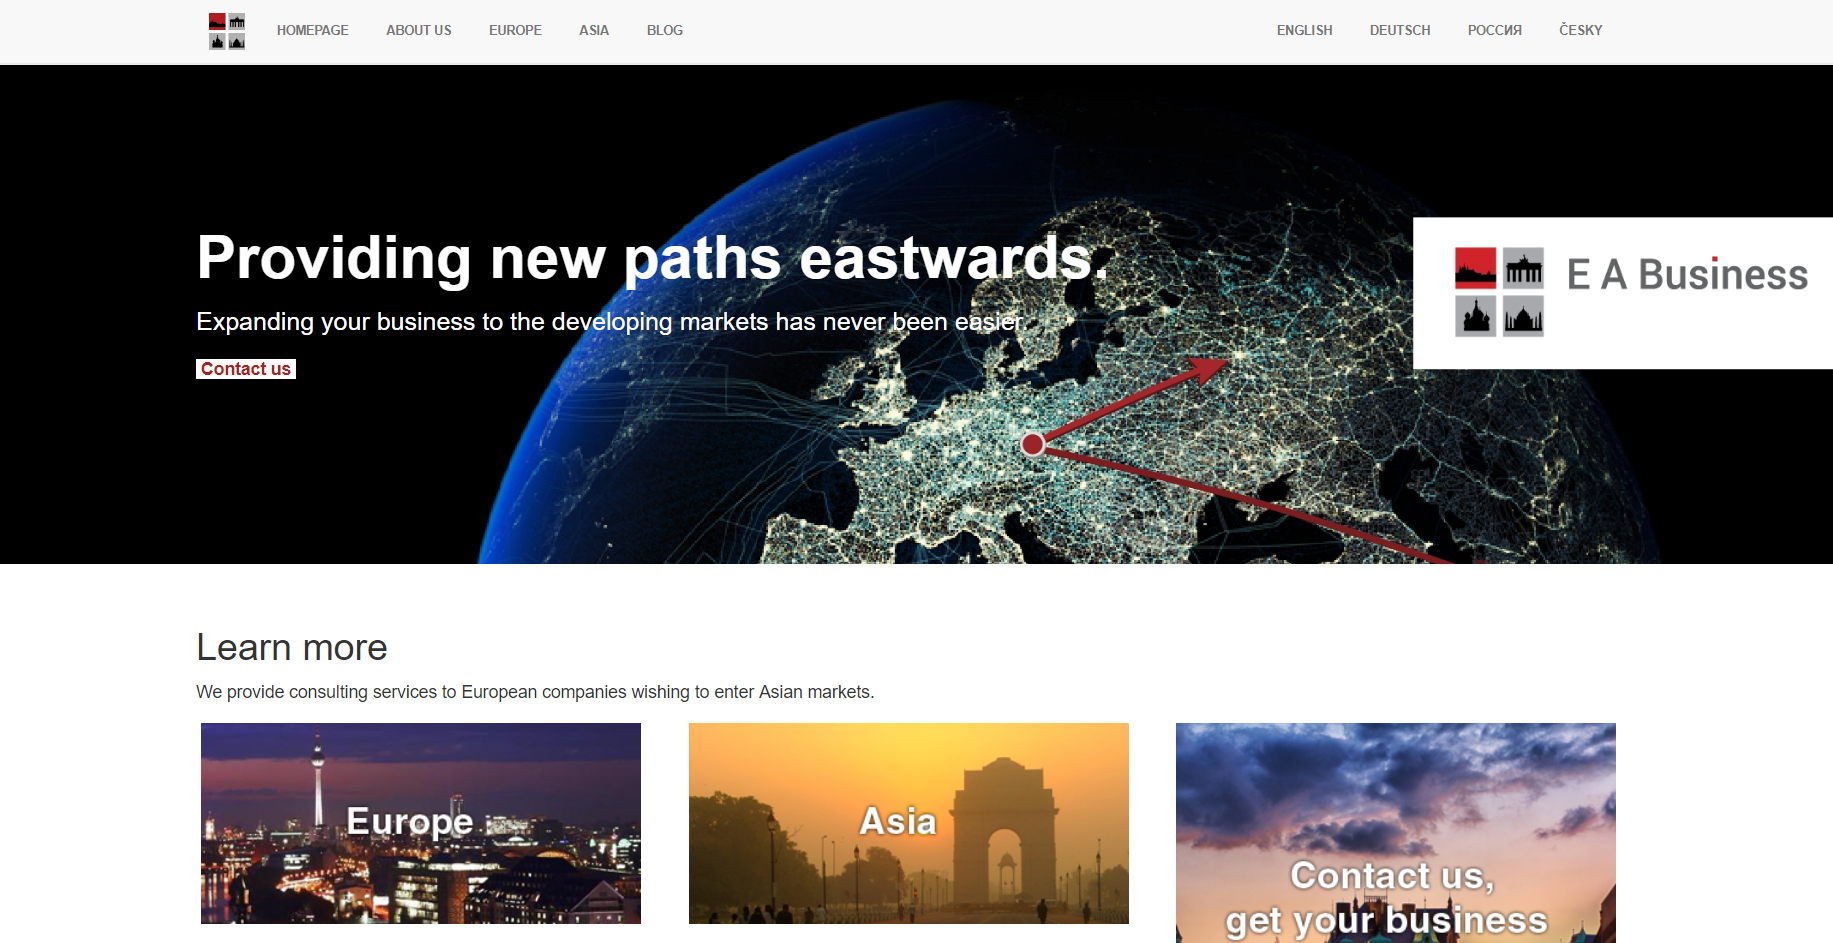 HOMEPAGE
ABOUT US
EUROPE
ASIA
BLOG
ENGLISH
DEUTSCH
РОССИЯ
ČESKY
Providing new paths eastwards.
Expanding your business to the developing markets has never been easier.
Contact us
E A Business
Learn more
We provide consulting services to European companies wishing to enter Asian markets.
Europe
Asia
Contact us,
get your business